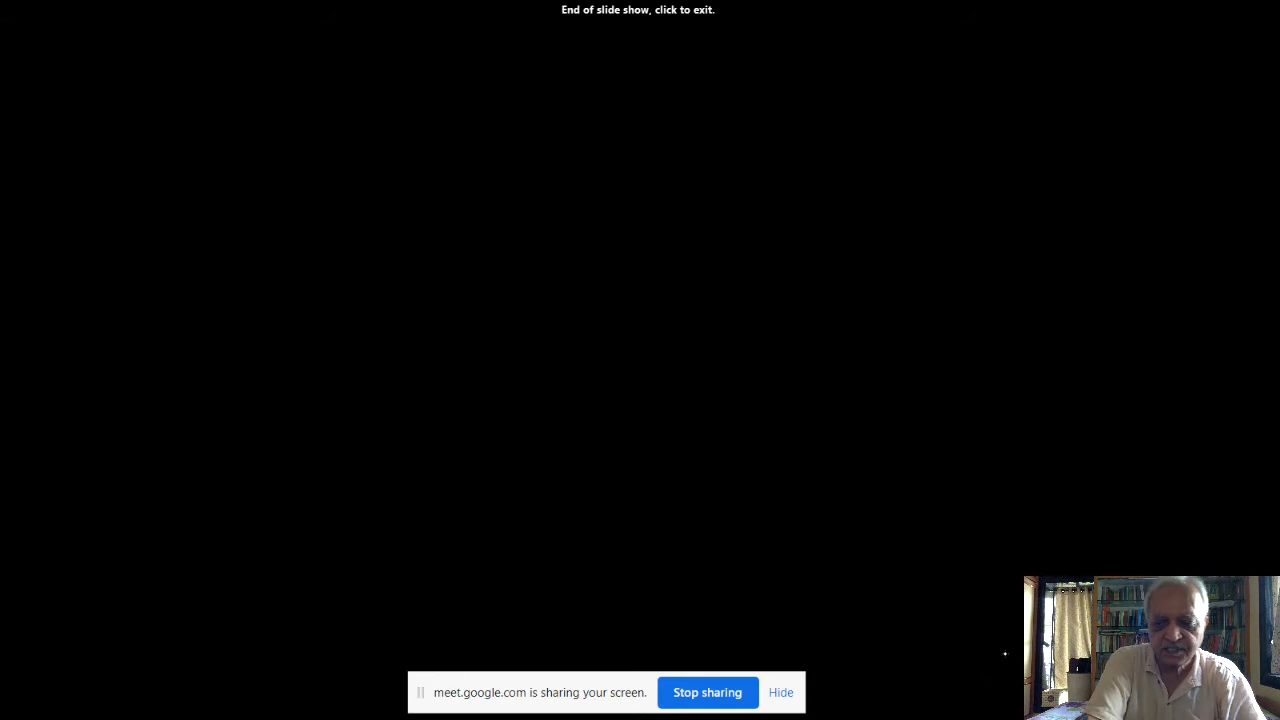 End of slide show, click to exit.
meet.google.com is sharing your screen. Stop sharing Hide